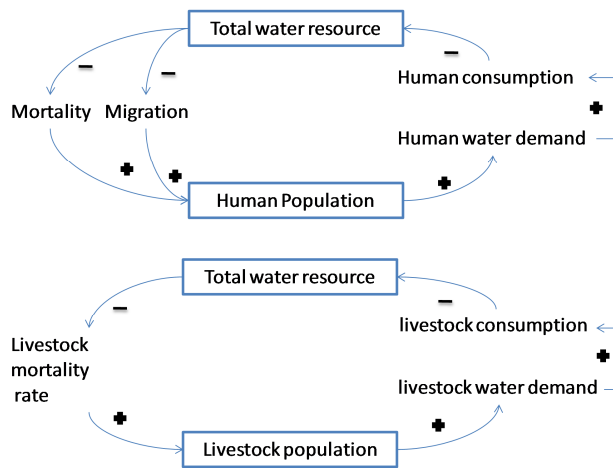 Total water resource
Human consumption
Mortality
Migration
Human water demand
Human Population
Total water resource
livestock consumption
Livestock
mortality
rate
livestock water demand
Livestock population